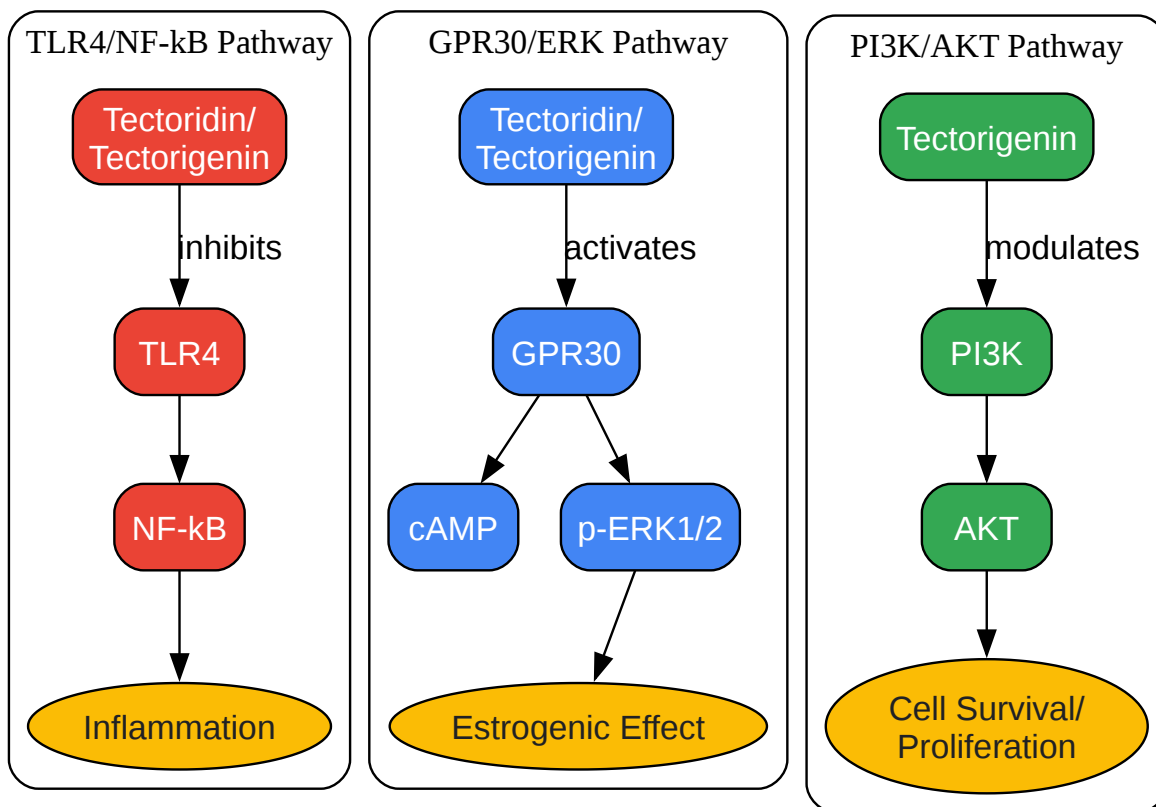 TLR4/NF-kB Pathway
Tectoridin/
Tectorigenin
inhibits
TLR4
NF-kB
Inflammation
GPR30/ERK Pathway
Tectoridin/
Tectorigenin
activates
GPR30
cAMP
p-ERK1/2
Estrogenic Effect
PI3K/AKT Pathway
Tectorigenin
modulates
PI3K
AKT
Cell Survival/
Proliferation